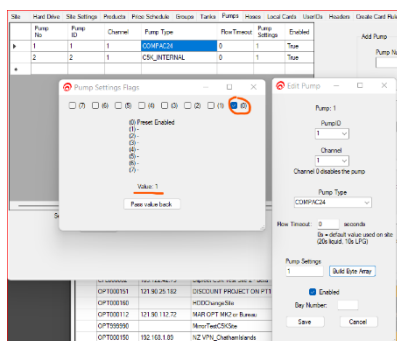 Site Hard Drive Site Settings Products Price Schedule Groups Tanks Pumps Hoses Local Cards UserIDs Headers Create Card Rule
Pump No Pump ID Channel Pump Type Flow Timeout Pump Settings Enabled
1 1 1 COMPAC24 0 1 True
2 2 1 C5K_INTERNAL 0 1 True
Add Pump
Pump Settings Flags
(7) (6) (5) (4) (3) (2) (1) (0)
(0) Preset Enabled
(1) -
(2) -
(3) -
(4) -
(5) -
(6) -
(7) -
Value: 1
Pass value back
Edit Pump
Pump: 1
PumpID
1
Channel
1
Channel 0 disables the pump
Pump Type
COMPAC24
Flow Timeout: 0 seconds
0s = default value used on site
(20s liquid. 10s LPG)
Pump Settings
1 Build Byte Array
Enabled
Bay Number:
Save Cancel
OPT000151 121.90.25.182 DISCOUNT PROJECT ON PT1
OPT000160 HODChangeSite
OPT000112 121.90.112.72 MAR OPT MK2 or Bureau
OPT999990 MirrorTestC5KSite
OPT000150 192.168.1.89 NZ VPN_ChathamIslands